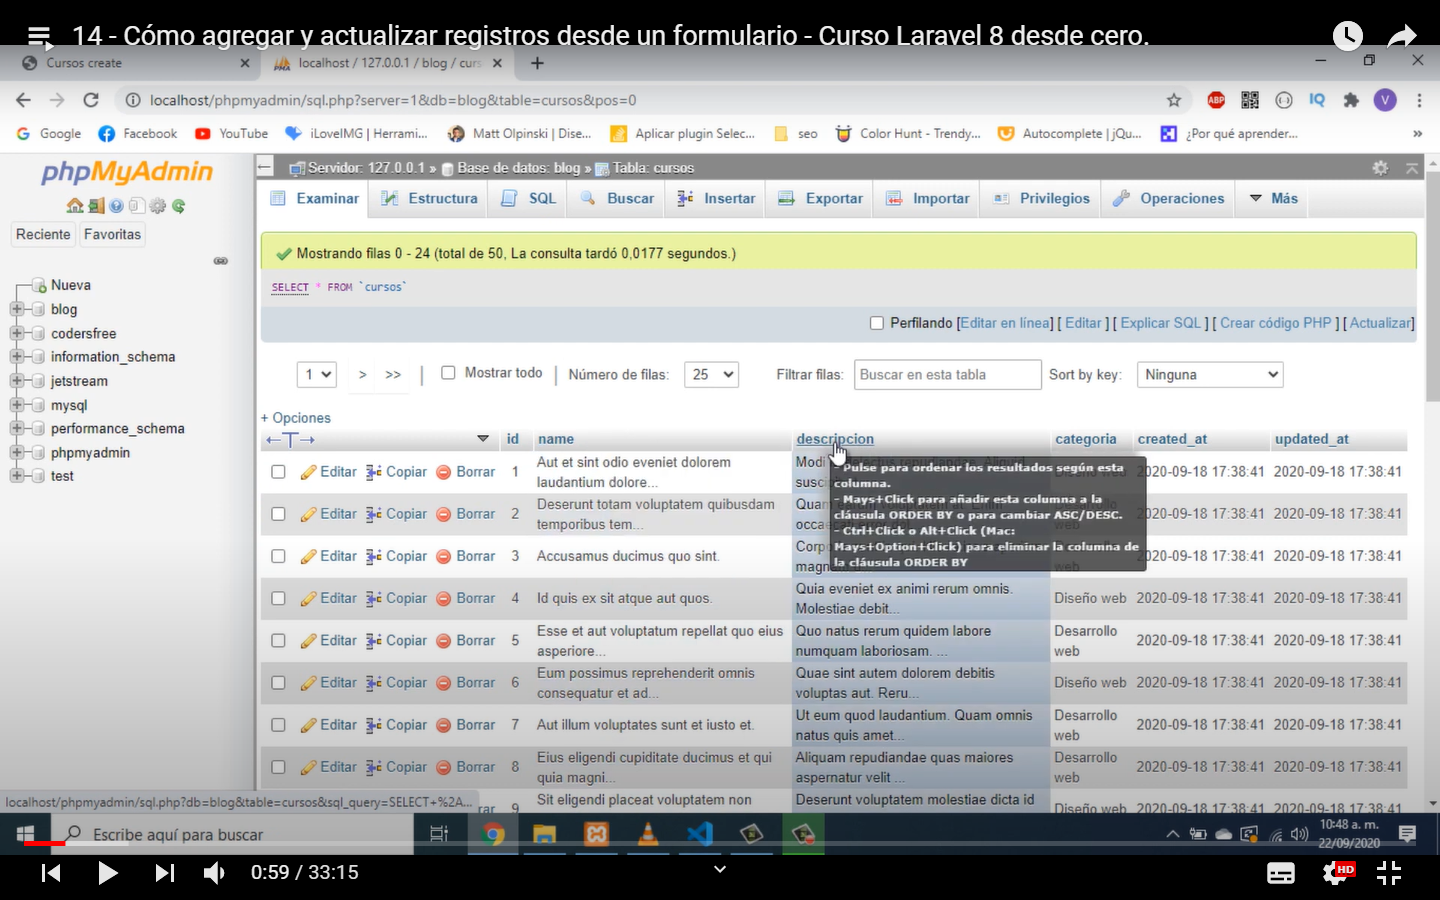 14 - Cómo agregar y actualizar registros desde un formulario - Curso Laravel 8 desde cero.
Cursos create
localhost / 127.0.0.1 / blog / curs
localhost/phpmyadmin/sql.php?server=1&db=blog&table=cursos&pos=0
ABP
IQ
V
Google
Facebook
YouTube
iLoveIMG | Herrami...
Matt Olpinski | Dise...
Aplicar plugin Selec...
seo
Color Hunt - Trendy...
Autocomplete | jQu...
¿Por qué aprender...
»
phpMyAdmin
Reciente
Favoritas
Nueva
blog
codersfree
information_schema
jetstream
mysql
performance_schema
phpmyadmin
test
Servidor: 127.0.0.1 » Base de datos: blog » Tabla: cursos
Examinar
Estructura
SQL
Buscar
Insertar
Exportar
Importar
Privilegios
Operaciones
Más
Mostrando filas 0 - 24 (total de 50, La consulta tardó 0,0177 segundos.)
SELECT * FROM `cursos`
Perfilando [Editar en línea] [ Editar ] [ Explicar SQL ] [ Crear código PHP ] [ Actualizar]
1
>
>>
|
Mostrar todo
|
Número de filas:
25
Filtrar filas:
Buscar en esta tabla
Sort by key:
Ninguna
+ Opciones
←T→
id
name
descripcion
categoria
created_at
updated_at
Editar Copiar Borrar 1 Aut et sint odio eveniet dolorem laudantium dolore... 2020-09-18 17:38:41 2020-09-18 17:38:41
- Pulse para ordenar los resultados según esta
columna.
- Mays+Click para añadir esta columna a la
cláusula ORDER BY o para cambiar ASC/DESC.
- Ctrl+Click o Alt+Click (Mac:
Mays+Option+Click) para eliminar la columna de
la cláusula ORDER BY
Editar Copiar Borrar 2 Deserunt totam voluptatem quibusdam temporibus tem... 2020-09-18 17:38:41 2020-09-18 17:38:41
Editar Copiar Borrar 3 Accusamus ducimus quo sint. 2020-09-18 17:38:41 2020-09-18 17:38:41
Editar Copiar Borrar 4 Id quis ex sit atque aut quos. Quia eveniet ex animi rerum omnis. Molestiae debit... Diseño web 2020-09-18 17:38:41 2020-09-18 17:38:41
Editar Copiar Borrar 5 Esse et aut voluptatum repellat quo eius asperiore... Quo natus rerum quidem labore numquam laboriosam. ... Desarrollo web 2020-09-18 17:38:41 2020-09-18 17:38:41
Editar Copiar Borrar 6 Eum possimus reprehenderit omnis consequatur et ad... Quae sint autem dolorem debitis voluptas aut. Reru... Diseño web 2020-09-18 17:38:41 2020-09-18 17:38:41
Editar Copiar Borrar 7 Aut illum voluptates sunt et iusto et. Ut eum quod laudantium. Quam omnis natus quis amet... Desarrollo web 2020-09-18 17:38:41 2020-09-18 17:38:41
Editar Copiar Borrar 8 Eius eligendi cupiditate ducimus et qui quia magni... Aliquam repudiandae quas maiores aspernatur velit ... Desarrollo web 2020-09-18 17:38:41 2020-09-18 17:38:41
rar 9 Sit eligendi placeat voluptatem non Deserunt voluptatem molestiae dicta id Diseño web 2020-09-18 17:38:41 2020-09-18 17:38:41
localhost/phpmyadmin/sql.php?db=blog&table=cursos&sql_query=SELECT+%2A...
Escribe aquí para buscar
10:48 a. m.
22/09/2020
0:59 / 33:15
HD